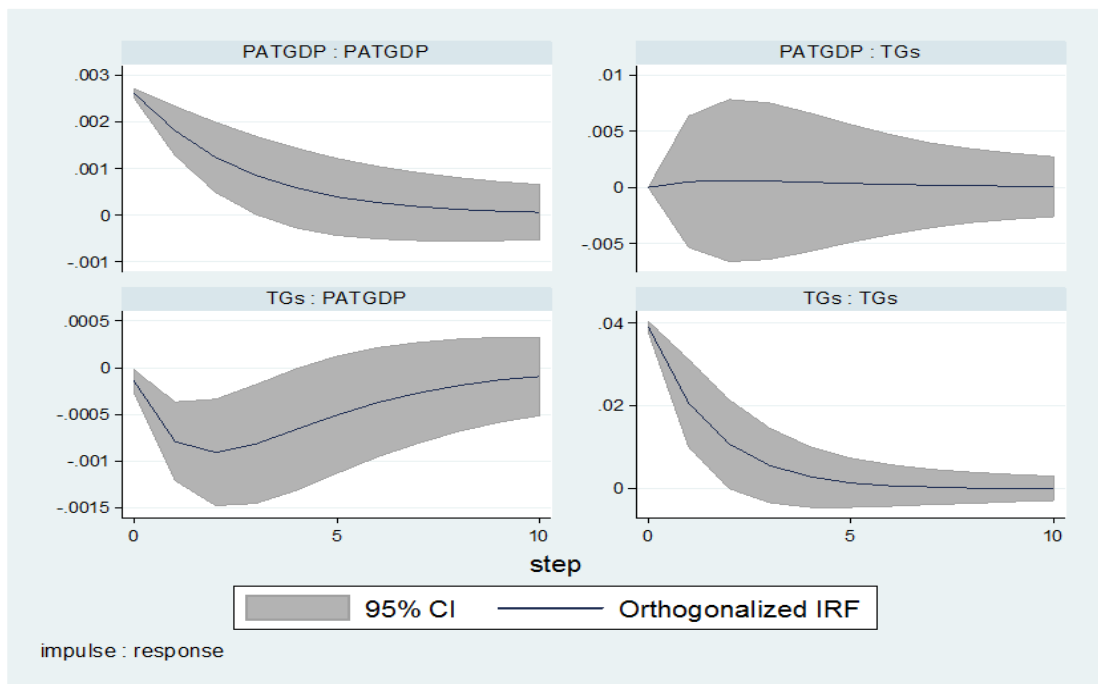 PATGDP : PATGDP
.003
.002
.001
0
-.001
PATGDP : TGs
.01
.005
0
-.005
TGs : PATGDP
.0005
0
-.0005
-.001
-.0015
0 5 10
TGs : TGs
.04
.02
0
0 5 10
step
95% CI Orthogonalized IRF
impulse : response